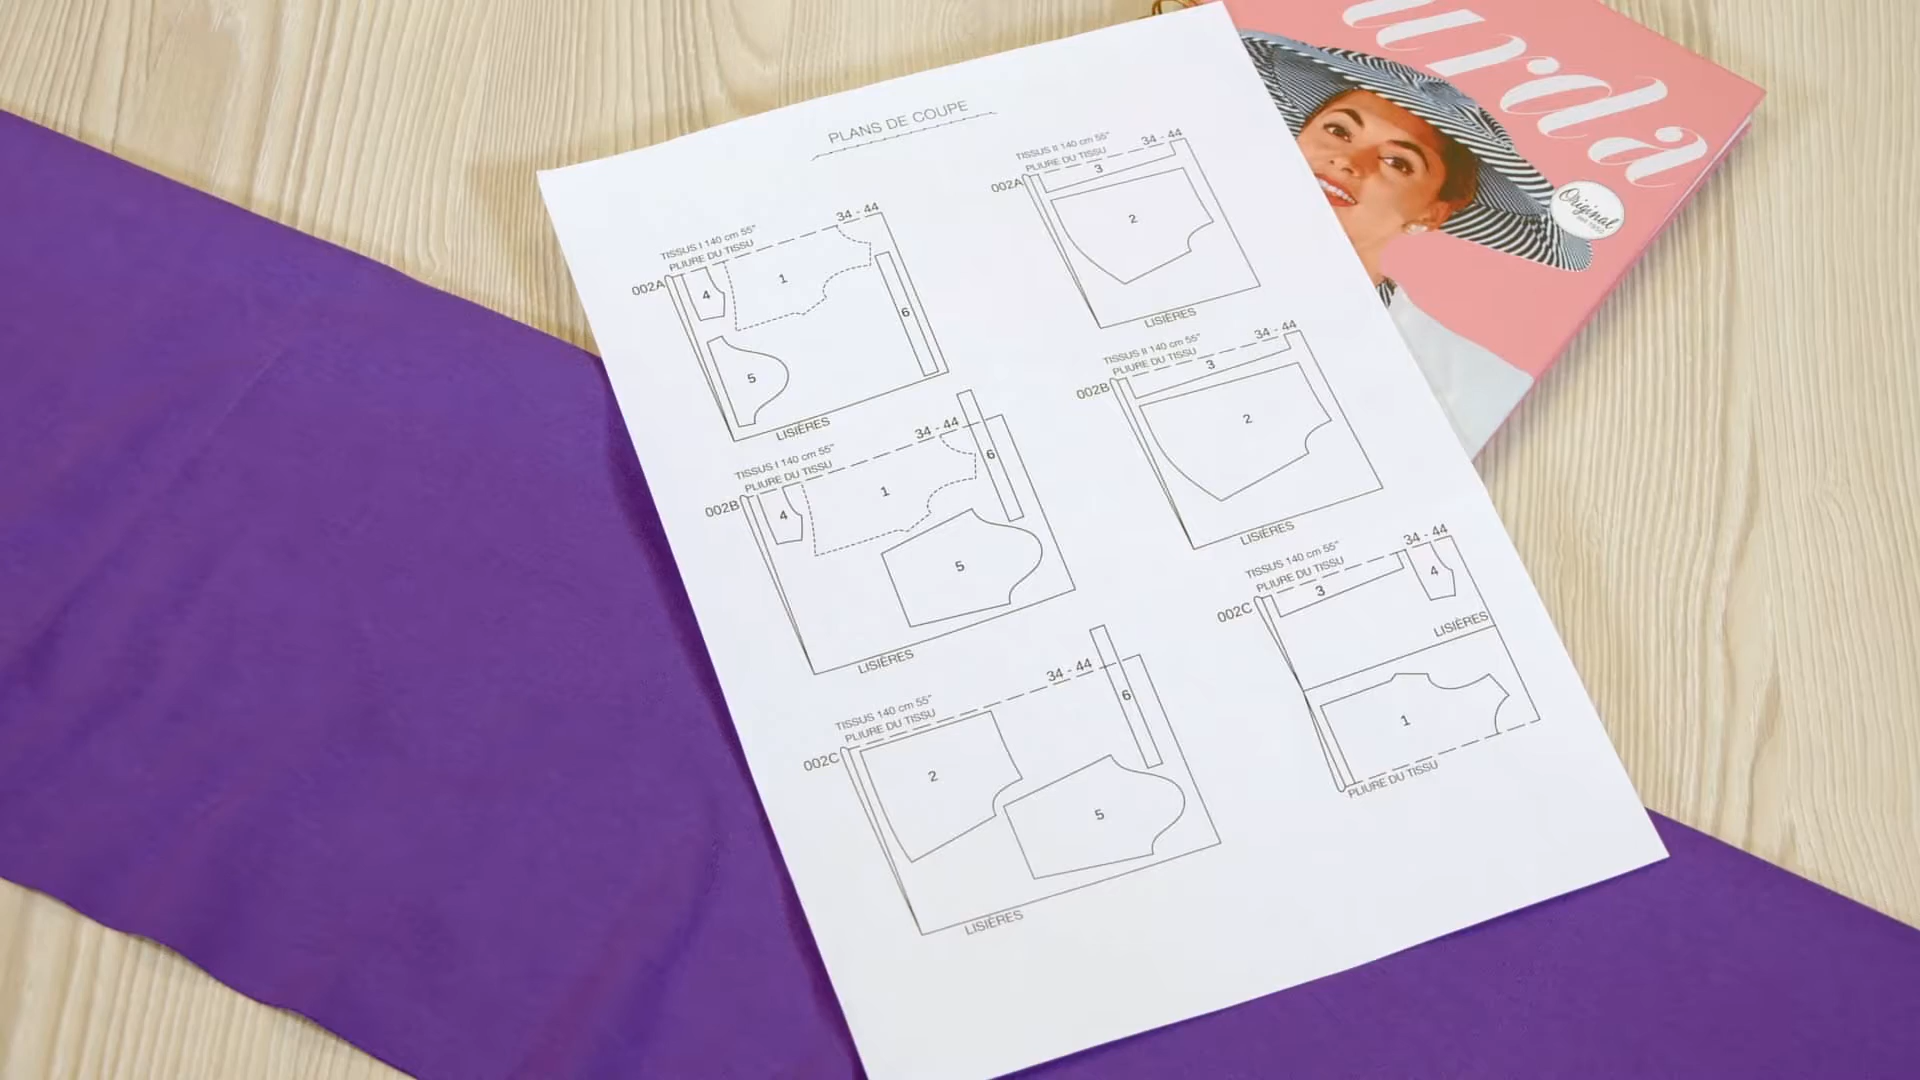 PLANS DE COUPE
TISSUS I 140 cm 55"
PLIURE DU TISSU
34 - 44
002A
4
1
6
5
LISIÈRES
TISSUS I 140 cm 55"
PLIURE DU TISSU
34 - 44
002B
4
1
6
5
LISIÈRES
TISSUS 140 cm 55"
PLIURE DU TISSU
34 - 44
002C
2
6
5
LISIÈRES
TISSUS II 140 cm 55"
PLIURE DU TISSU
34 - 44
002A
3
2
LISIÈRES
TISSUS II 140 cm 55"
PLIURE DU TISSU
34 - 44
002B
3
2
LISIÈRES
TISSUS 140 cm 55"
PLIURE DU TISSU
34 - 44
002C
3
4
LISIÈRES
1
PLIURE DU TISSU
urda
Original